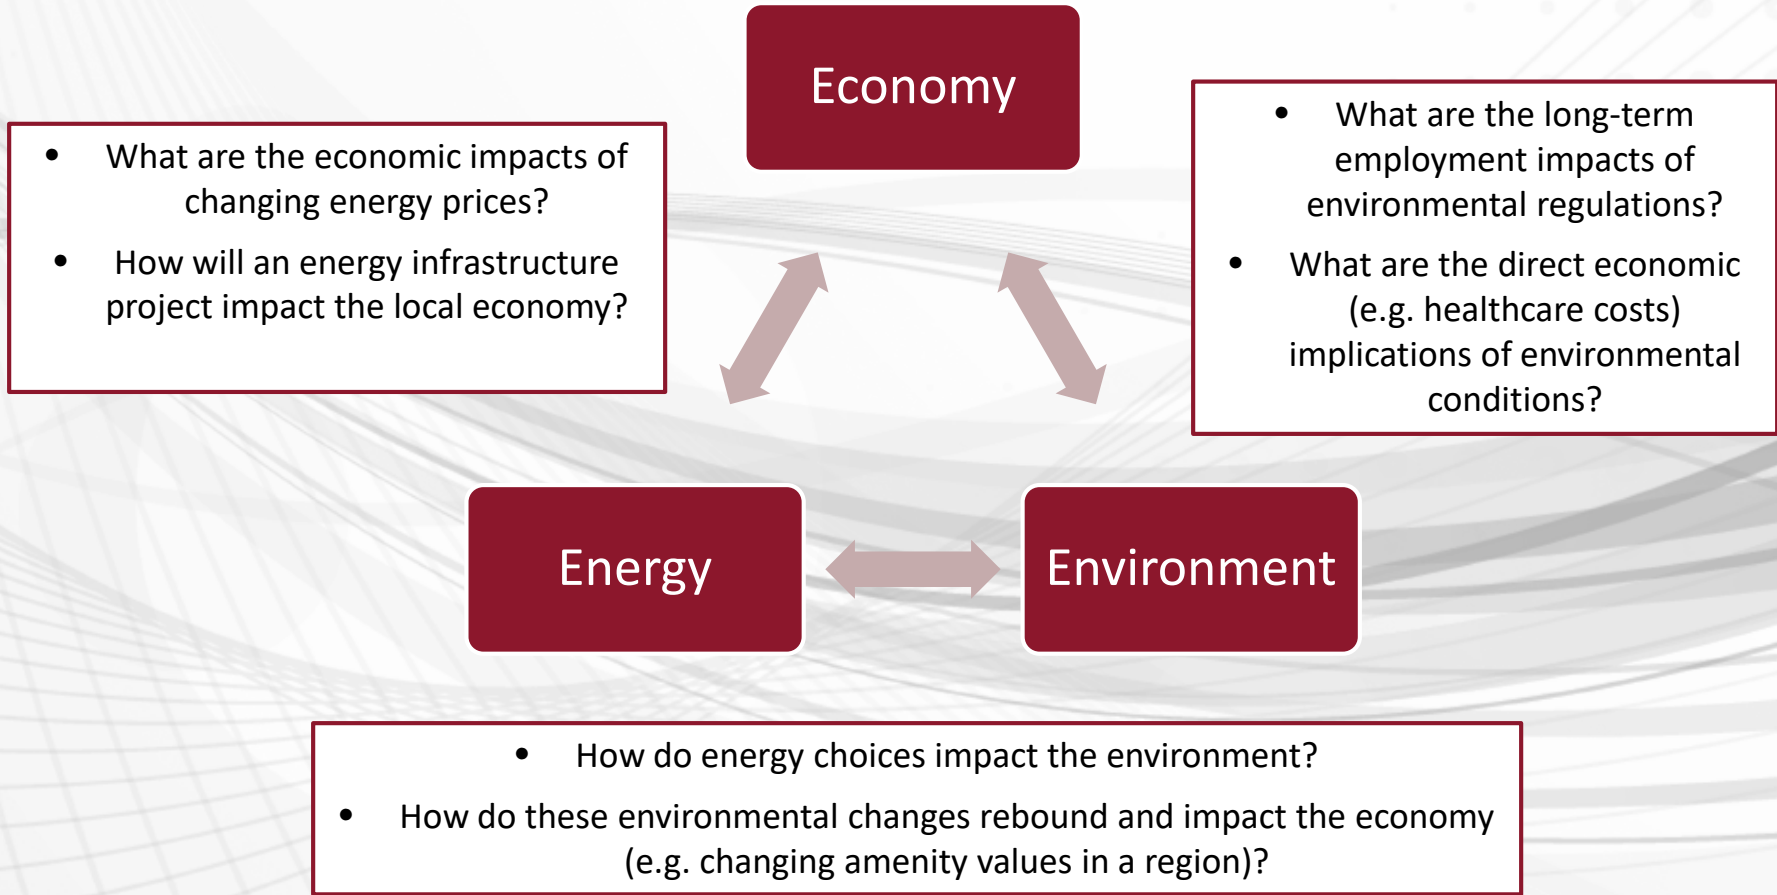 Economy
• What are the economic impacts of
changing energy prices?
• How will an energy infrastructure
project impact the local economy?
• What are the long-term
employment impacts of
environmental regulations?
• What are the direct economic
(e.g. healthcare costs)
implications of environmental
conditions?
Energy
Environment
• How do energy choices impact the environment?
• How do these environmental changes rebound and impact the economy
(e.g. changing amenity values in a region)?